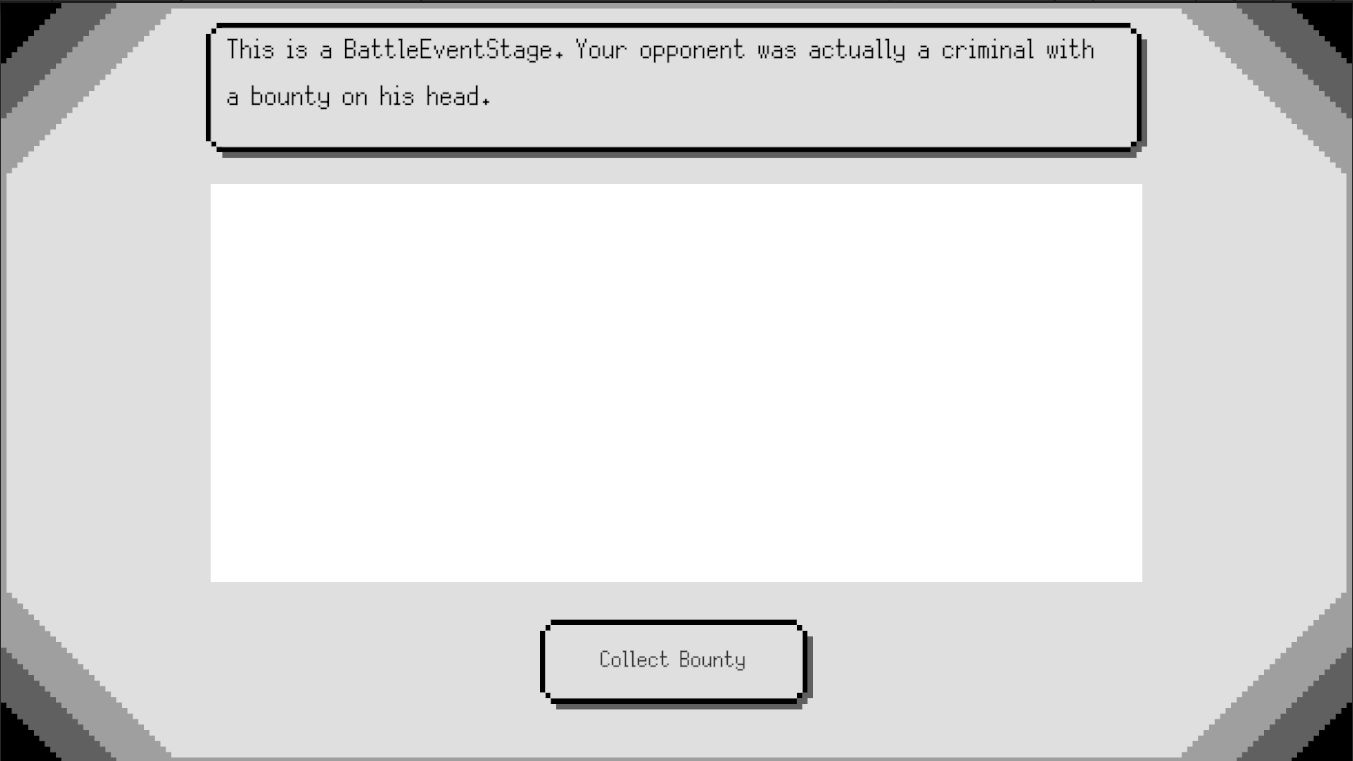 This is a BattleEventStage. Your opponent was actually a criminal with
a bounty on his head.
Collect Bounty